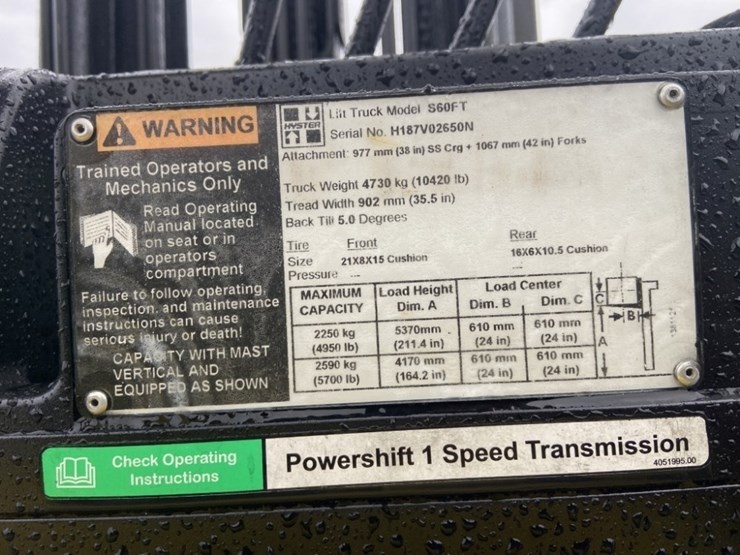 WARNING
Trained Operators and
Mechanics Only
Read Operating
Manual located
on seat or in
operators
compartment
Failure to follow operating,
inspection, and maintenance
instructions can cause
serious injury or death!
CAPACITY WITH MAST
VERTICAL AND
EQUIPPED AS SHOWN
HYSTER
Lift Truck Model S60FT
Serial No. H187V02650N
Attachment: 977 mm (38 in) SS Crg + 1067 mm (42 in) Forks
Truck Weight 4730 kg (10420 lb)
Tread Width 902 mm (35.5 in)
Back Tilt 5.0 Degrees
Tire Front Rear
Size 21X8X15 Cushion 16X6X10.5 Cushion
Pressure --- ---
MAXIMUM CAPACITY Load Height Dim. A Load Center Dim. B Dim. C
2250 kg (4950 lb) 5370mm (211.4 in) 610 mm (24 in) 610 mm (24 in)
2590 kg (5700 lb) 4170 mm (164.2 in) 610 mm (24 in) 610 mm (24 in)
C
B
A
Check Operating
Instructions
Powershift 1 Speed Transmission
4051995.00